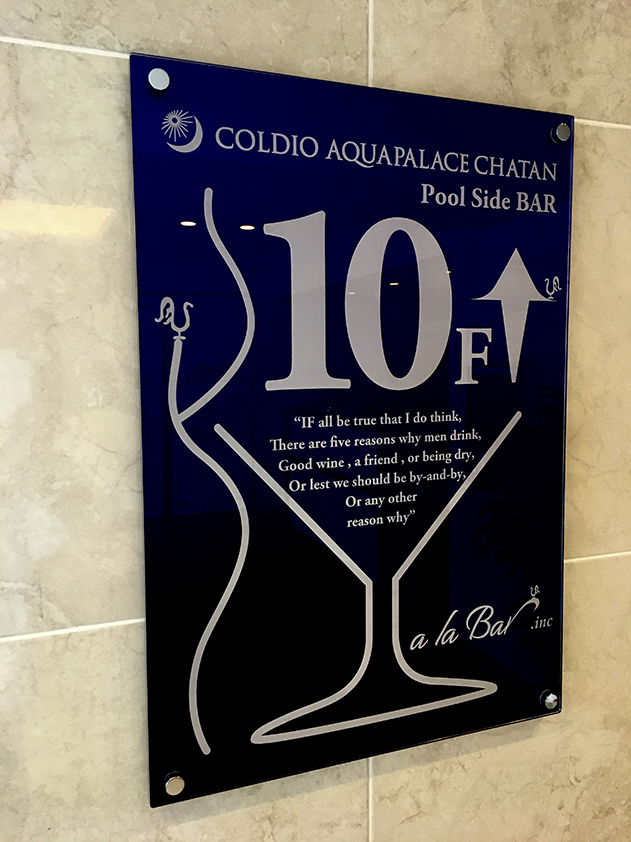 COLDIO AQUAPALACE CHATAN
Pool Side BAR
10F
“IF all be true that I do think,
There are five reasons why men drink,
Good wine , a friend , or being dry,
Or lest we should be by-and-by,
Or any other
reason why”
a la Bar .inc